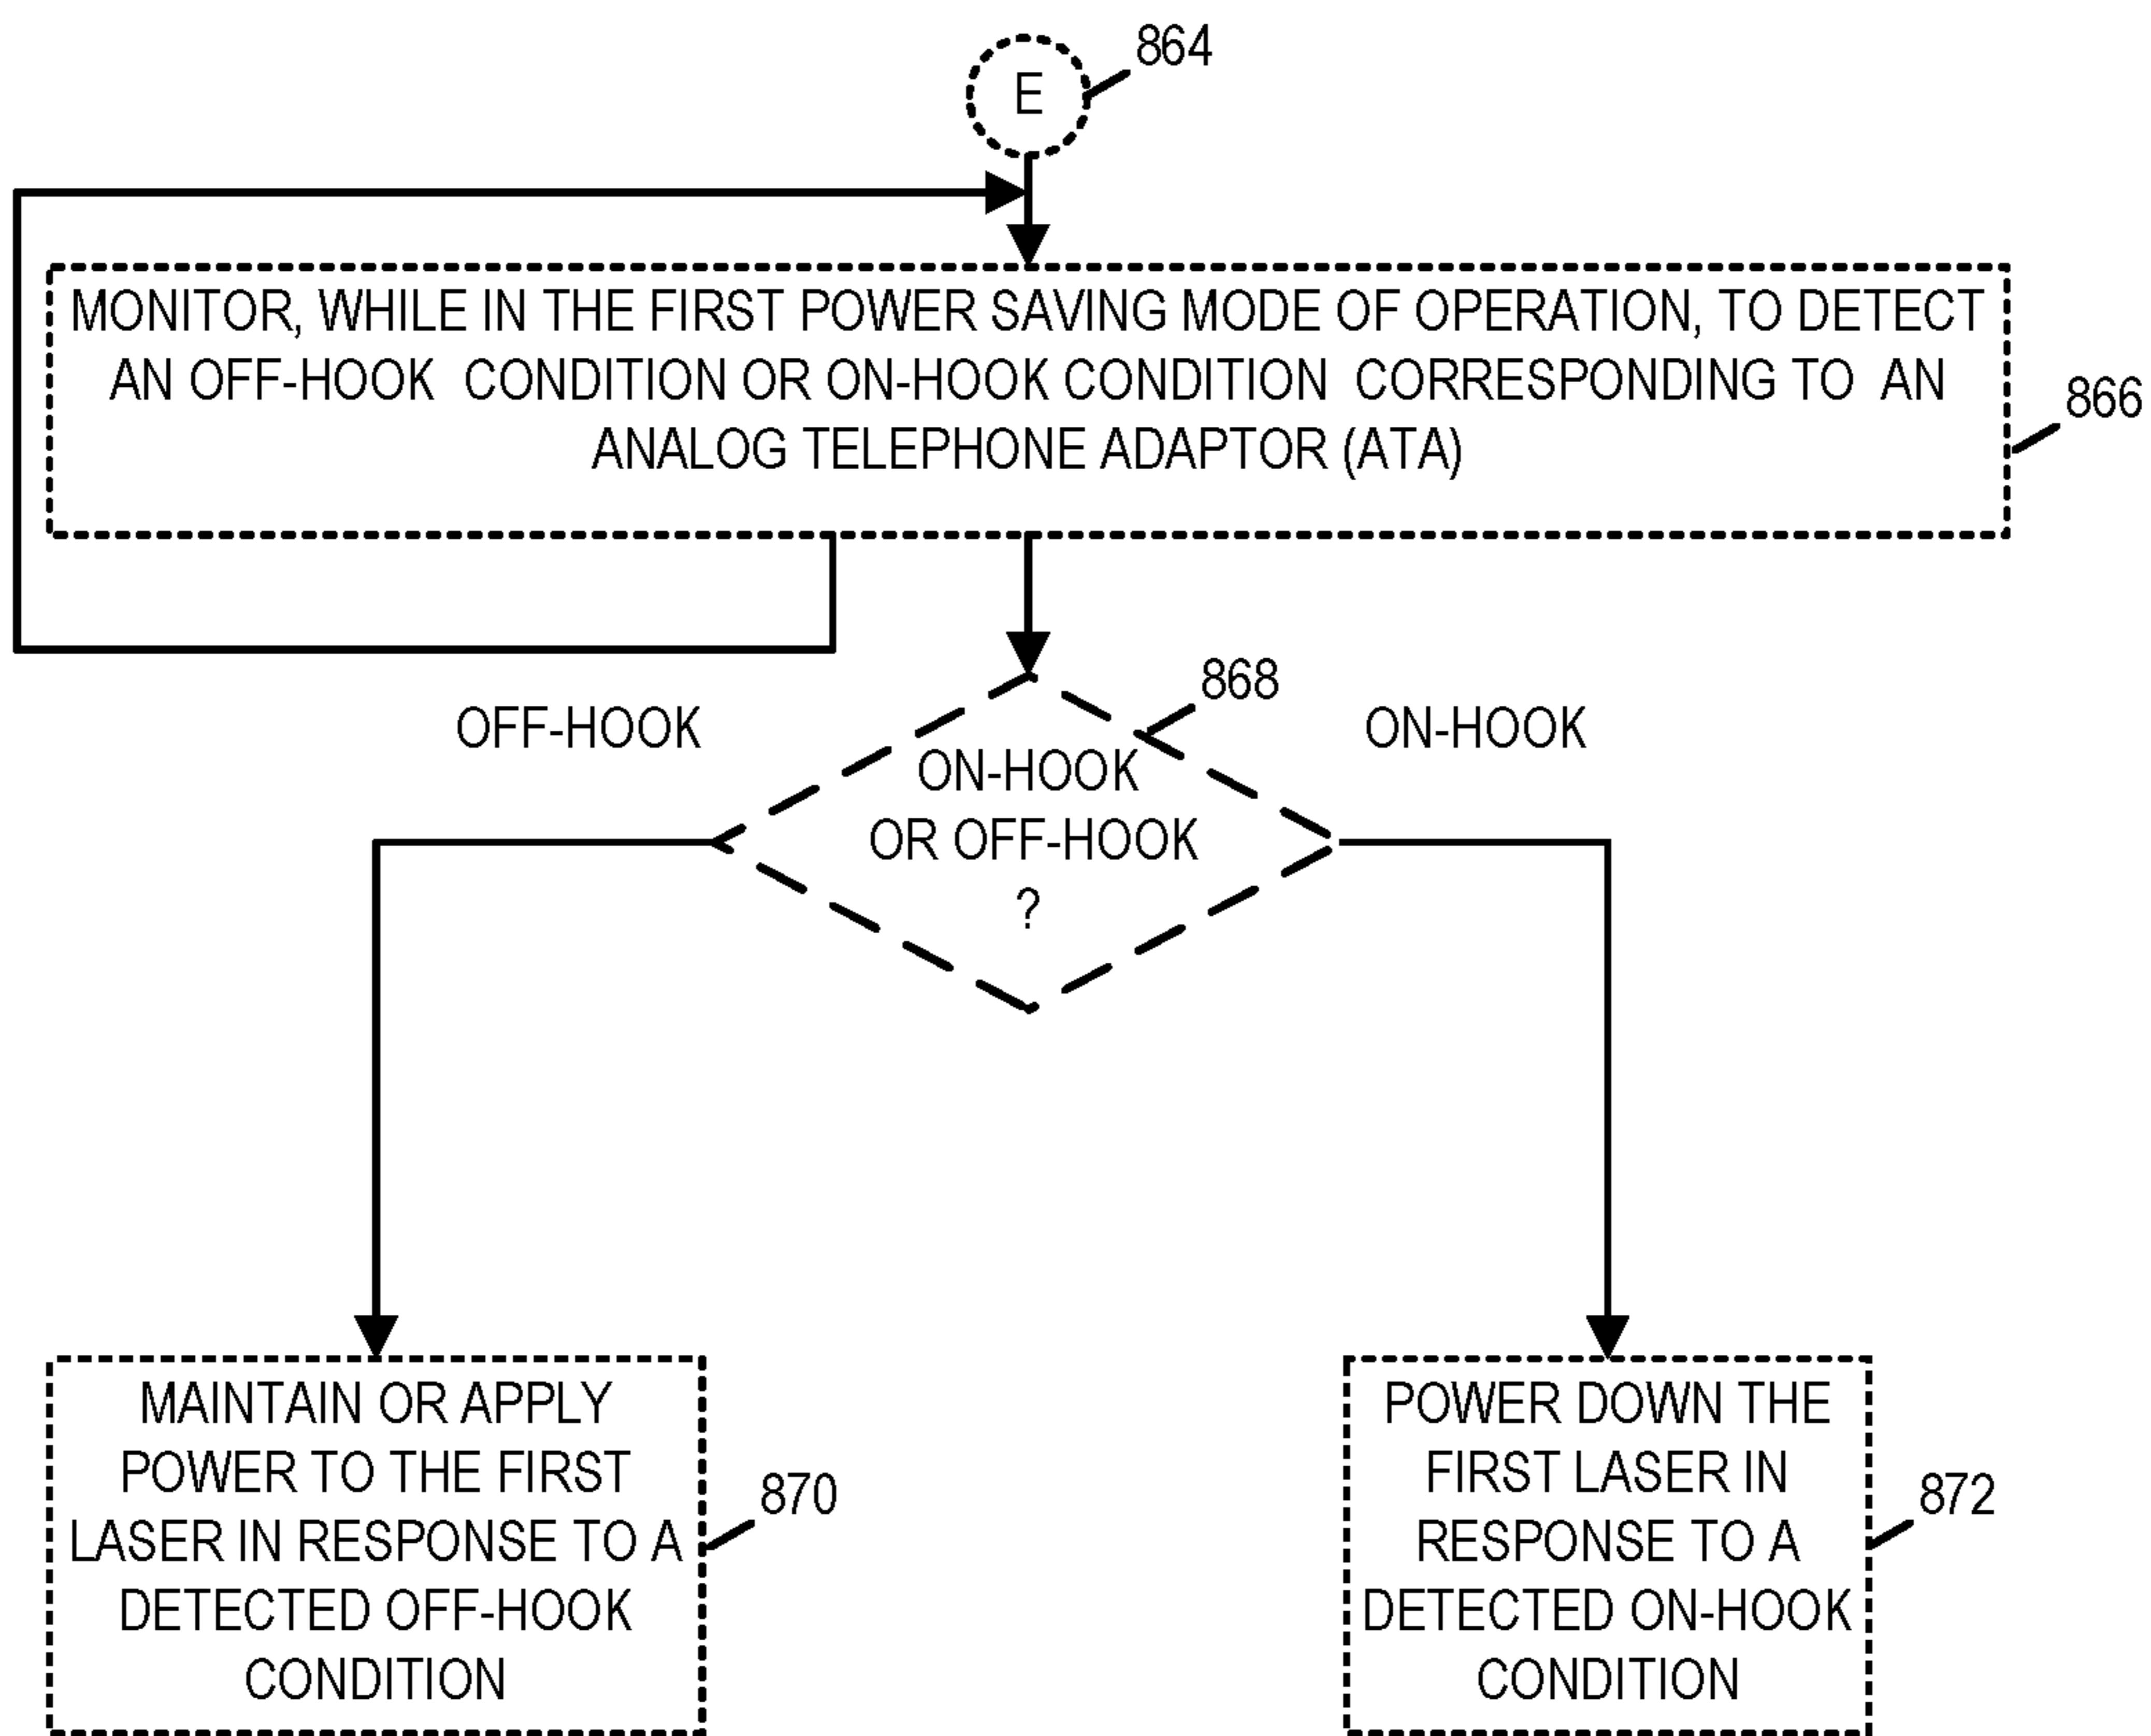 864
E
MONITOR, WHILE IN THE FIRST POWER SAVING MODE OF OPERATION, TO DETECT
AN OFF-HOOK CONDITION OR ON-HOOK CONDITION CORRESPONDING TO AN
ANALOG TELEPHONE ADAPTOR (ATA)
866
868
OFF-HOOK
ON-HOOK
ON-HOOK
OR OFF-HOOK
?
MAINTAIN OR APPLY
POWER TO THE FIRST
LASER IN RESPONSE TO A
DETECTED OFF-HOOK
CONDITION
870
POWER DOWN THE
FIRST LASER IN
RESPONSE TO A
DETECTED ON-HOOK
CONDITION
872